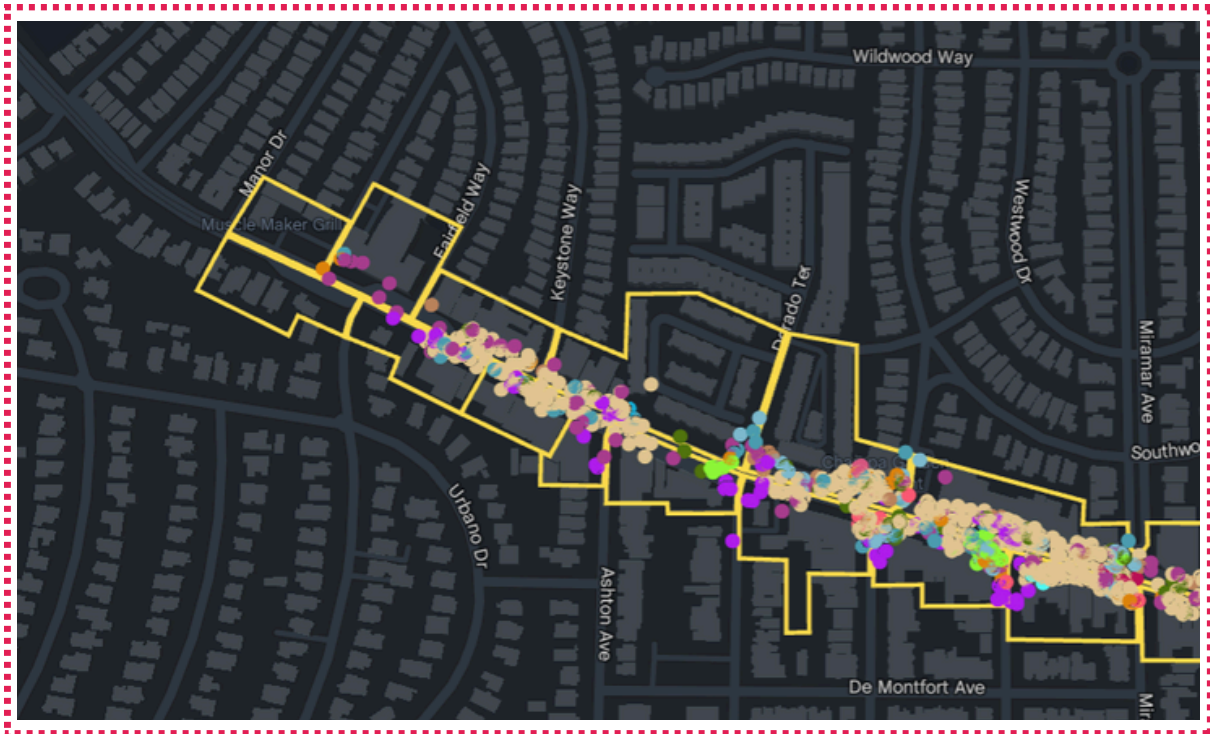 Wildwood Way
Manor Dr
Fairfield Way
Keystone Way
Westwood Dr
Muscle Maker Grill
Dorado Ter
Miramar Ave
Southwo
Urbano Dr
Ashton Ave
De Montfort Ave
Mir